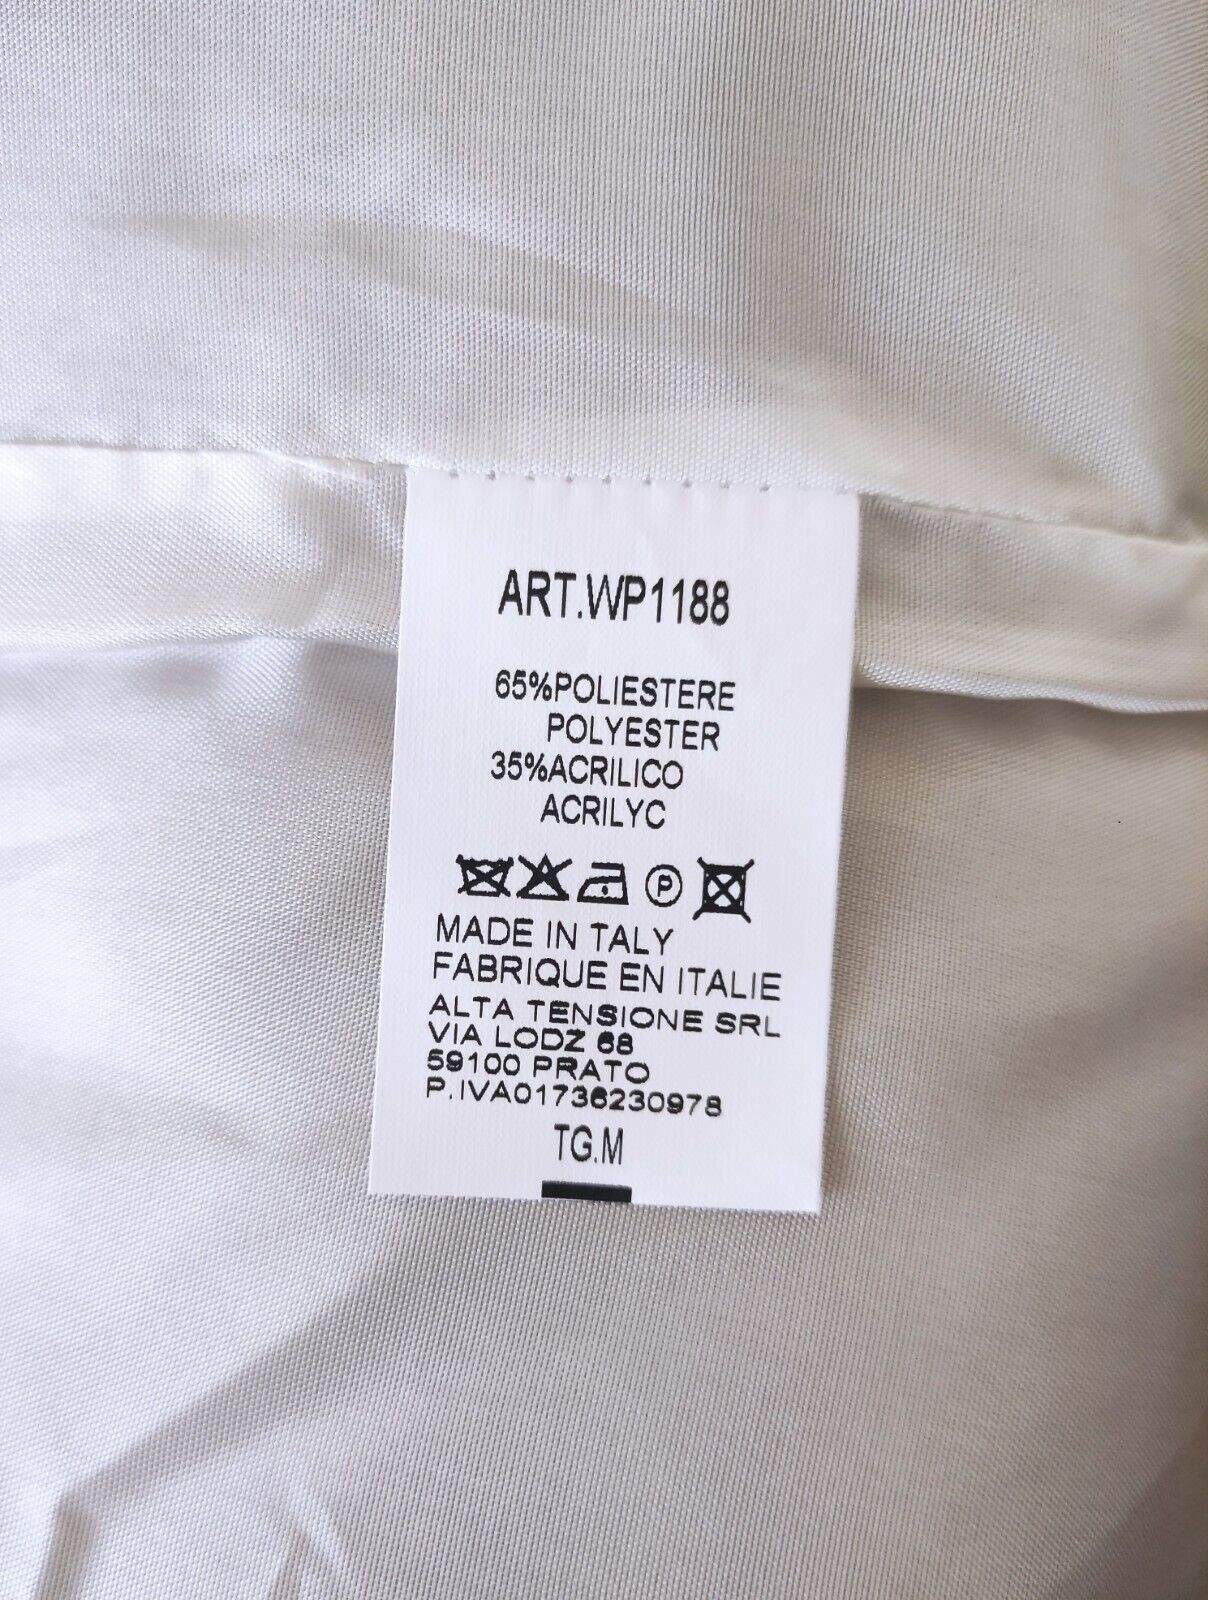 ART.WP1188
65%POLIESTERE
POLYESTER
35%ACRILICO
ACRILYC
P
MADE IN TALY
FABRIQUE EN ITALIE
ALTA TENSIONE SRL
VIA LODZ 68
59100 PRATO
P.IVA01736230978
TG.M